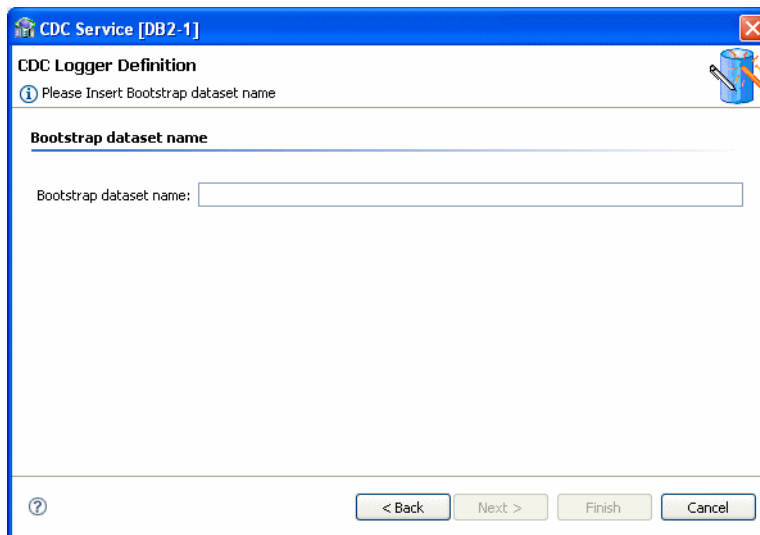 CDC Service [DB2-1]
CDC Logger Definition
Please Insert Bootstrap dataset name
Bootstrap dataset name
Bootstrap dataset name:
< Back Next > Finish Cancel